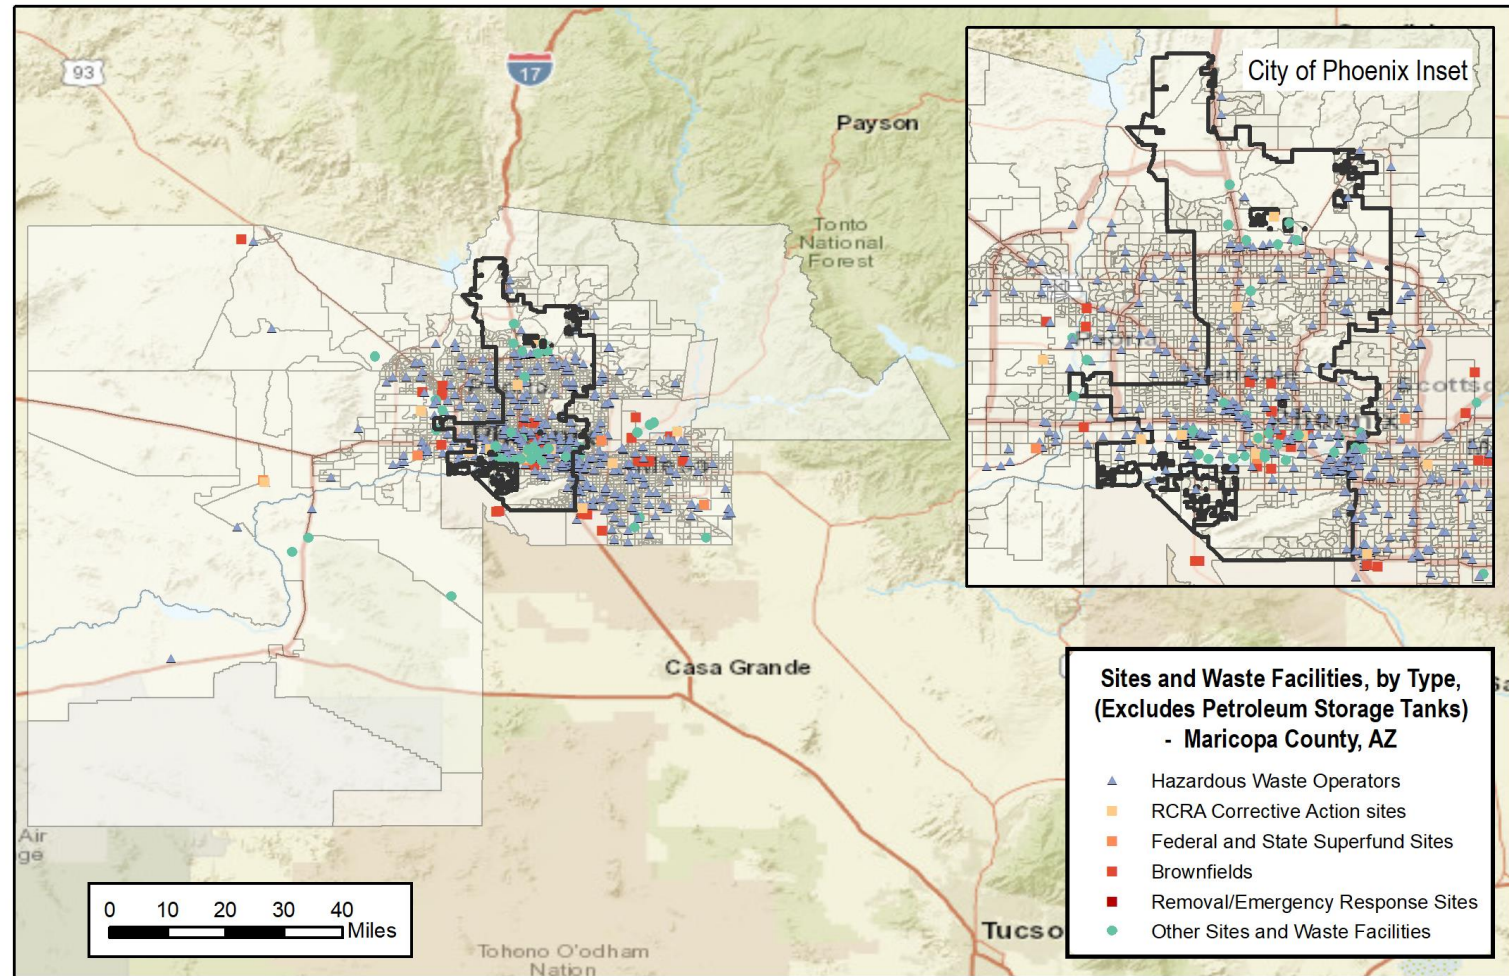 93
17
Payson
Tonto
National
Forest
City of Phoenix Inset
Casa Grande
Air
ge
Tohono O'odham
Nation
Tucso
0 10 20 30 40
Miles
Sites and Waste Facilities, by Type,
(Excludes Petroleum Storage Tanks)
- Maricopa County, AZ
Hazardous Waste Operators
RCRA Corrective Action sites
Federal and State Superfund Sites
Brownfields
Removal/Emergency Response Sites
Other Sites and Waste Facilities